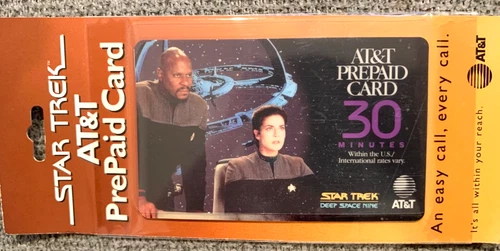 STAR TREK™
AT&T
PrePaid Card
AT&T
PREPAID
CARD
30
MINUTES
Within the U.S./
International rates vary.
STAR TREK
DEEP SPACE NINE
AT&T
An easy call, every call.
It's all within your reach.
AT&T